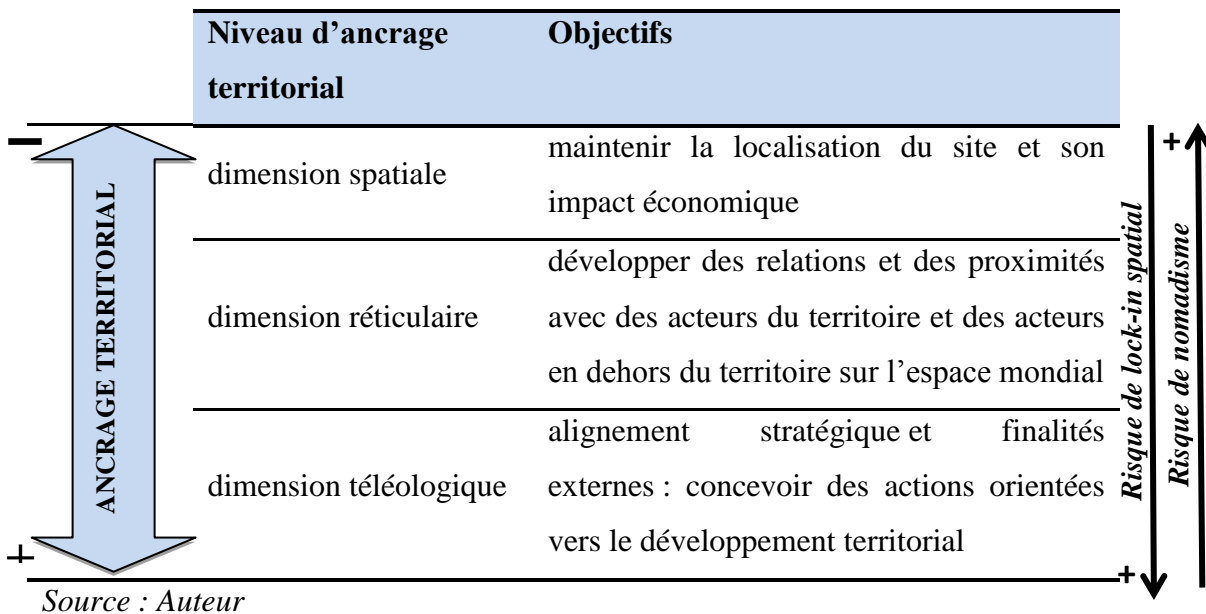 Niveau d'ancrage Objectifs
territorial
−
ANCRAGE TERRITORIAL
+
dimension spatiale
maintenir la localisation du site et son
impact économique
dimension réticulaire
développer des relations et des proximités
avec des acteurs du territoire et des acteurs
en dehors du territoire sur l'espace mondial
dimension téléologique
alignement stratégique et finalités
externes : concevoir des actions orientées
vers le développement territorial
Risque de lock-in spatial
+
+
Risque de nomadisme
Source : Auteur